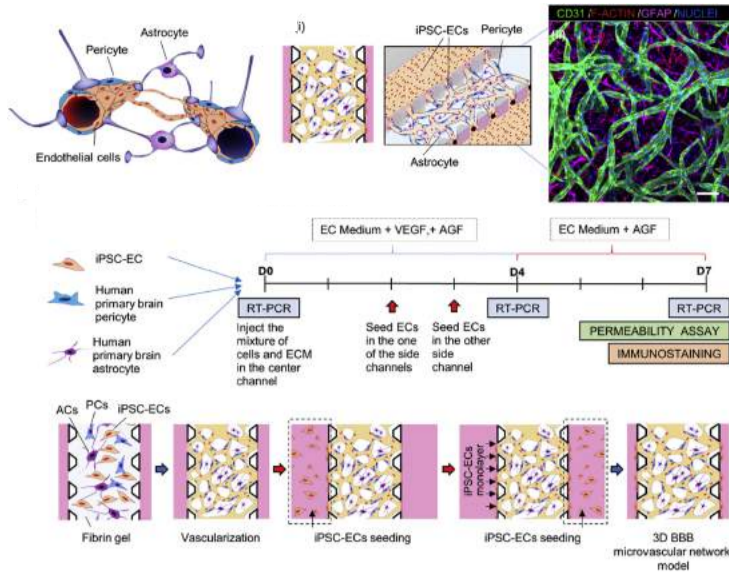 Pericyte
Astrocyte
Endothelial cells
i)
iPSC-ECs
Pericyte
Astrocyte
CD31 /F-ACTIN /GFAP /NUCLEI
EC Medium + VEGF,+ AGF
EC Medium + AGF
iPSC-EC
Human
primary brain
pericyte
Human
primary brain
astrocyte
D0
D4
D7
RT-PCR
RT-PCR
RT-PCR
Inject the
mixture of
cells and ECM
in the center
channel
Seed ECs
in the one
of the side
channels
Seed ECs
in the other
side
channel
PERMEABILITY ASSAY
IMMUNOSTAINING
ACs
PCs
iPSC-ECs
Fibrin gel
Vascularization
iPSC-ECs seeding
iPSC-ECs
monolayer
iPSC-ECs seeding
3D BBB
microvascular network
model